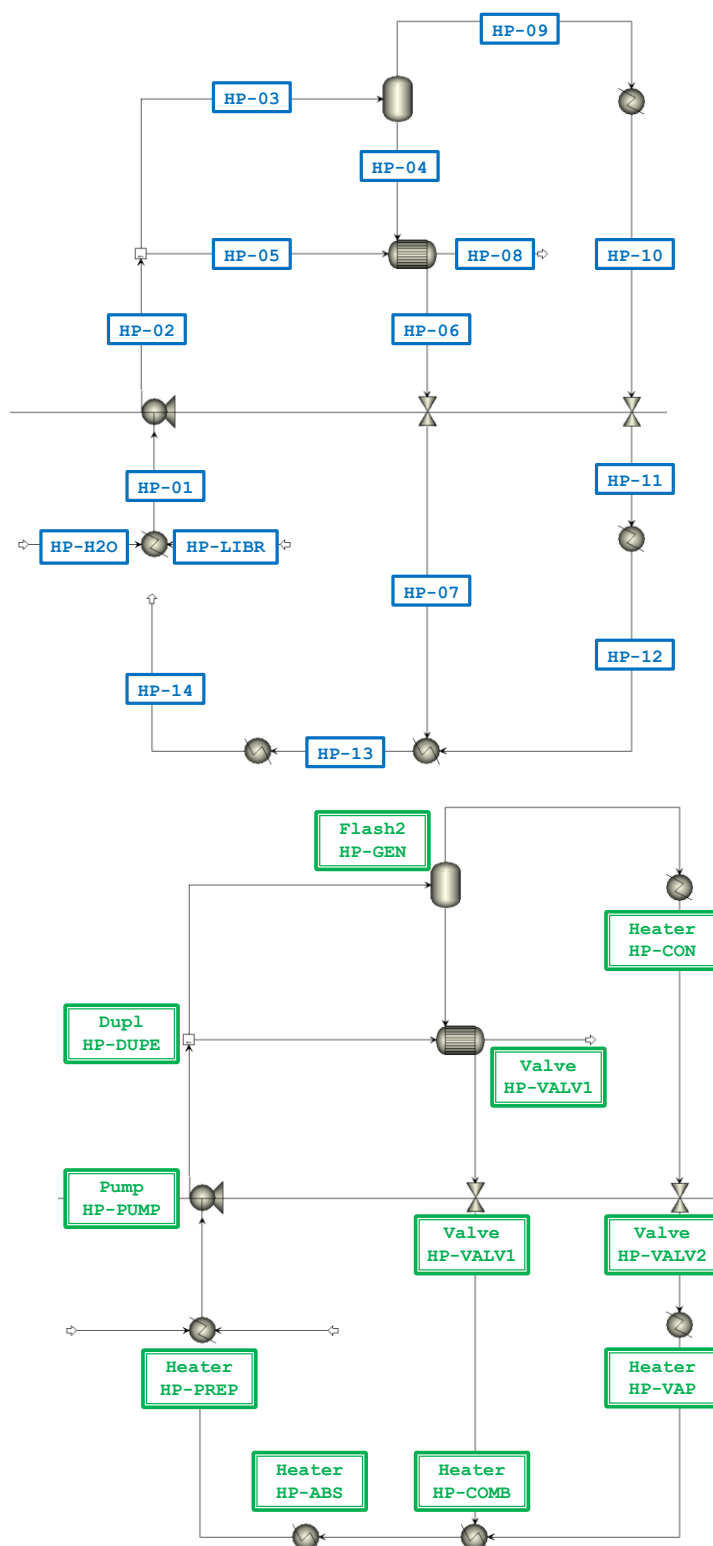 HP-09
HP-03
HP-04
HP-05
HP-08
HP-10
HP-02
HP-06
HP-01
HP-11
HP-H2O
HP-LIBR
HP-07
HP-12
HP-14
HP-13
Flash2
HP-GEN
Heater
HP-CON
Dupl
HP-DUPE
Valve
HP-VALV1
Pump
HP-PUMP
Valve
HP-VALV1
Valve
HP-VALV2
Heater
HP-PREP
Heater
HP-VAP
Heater
HP-ABS
Heater
HP-COMB